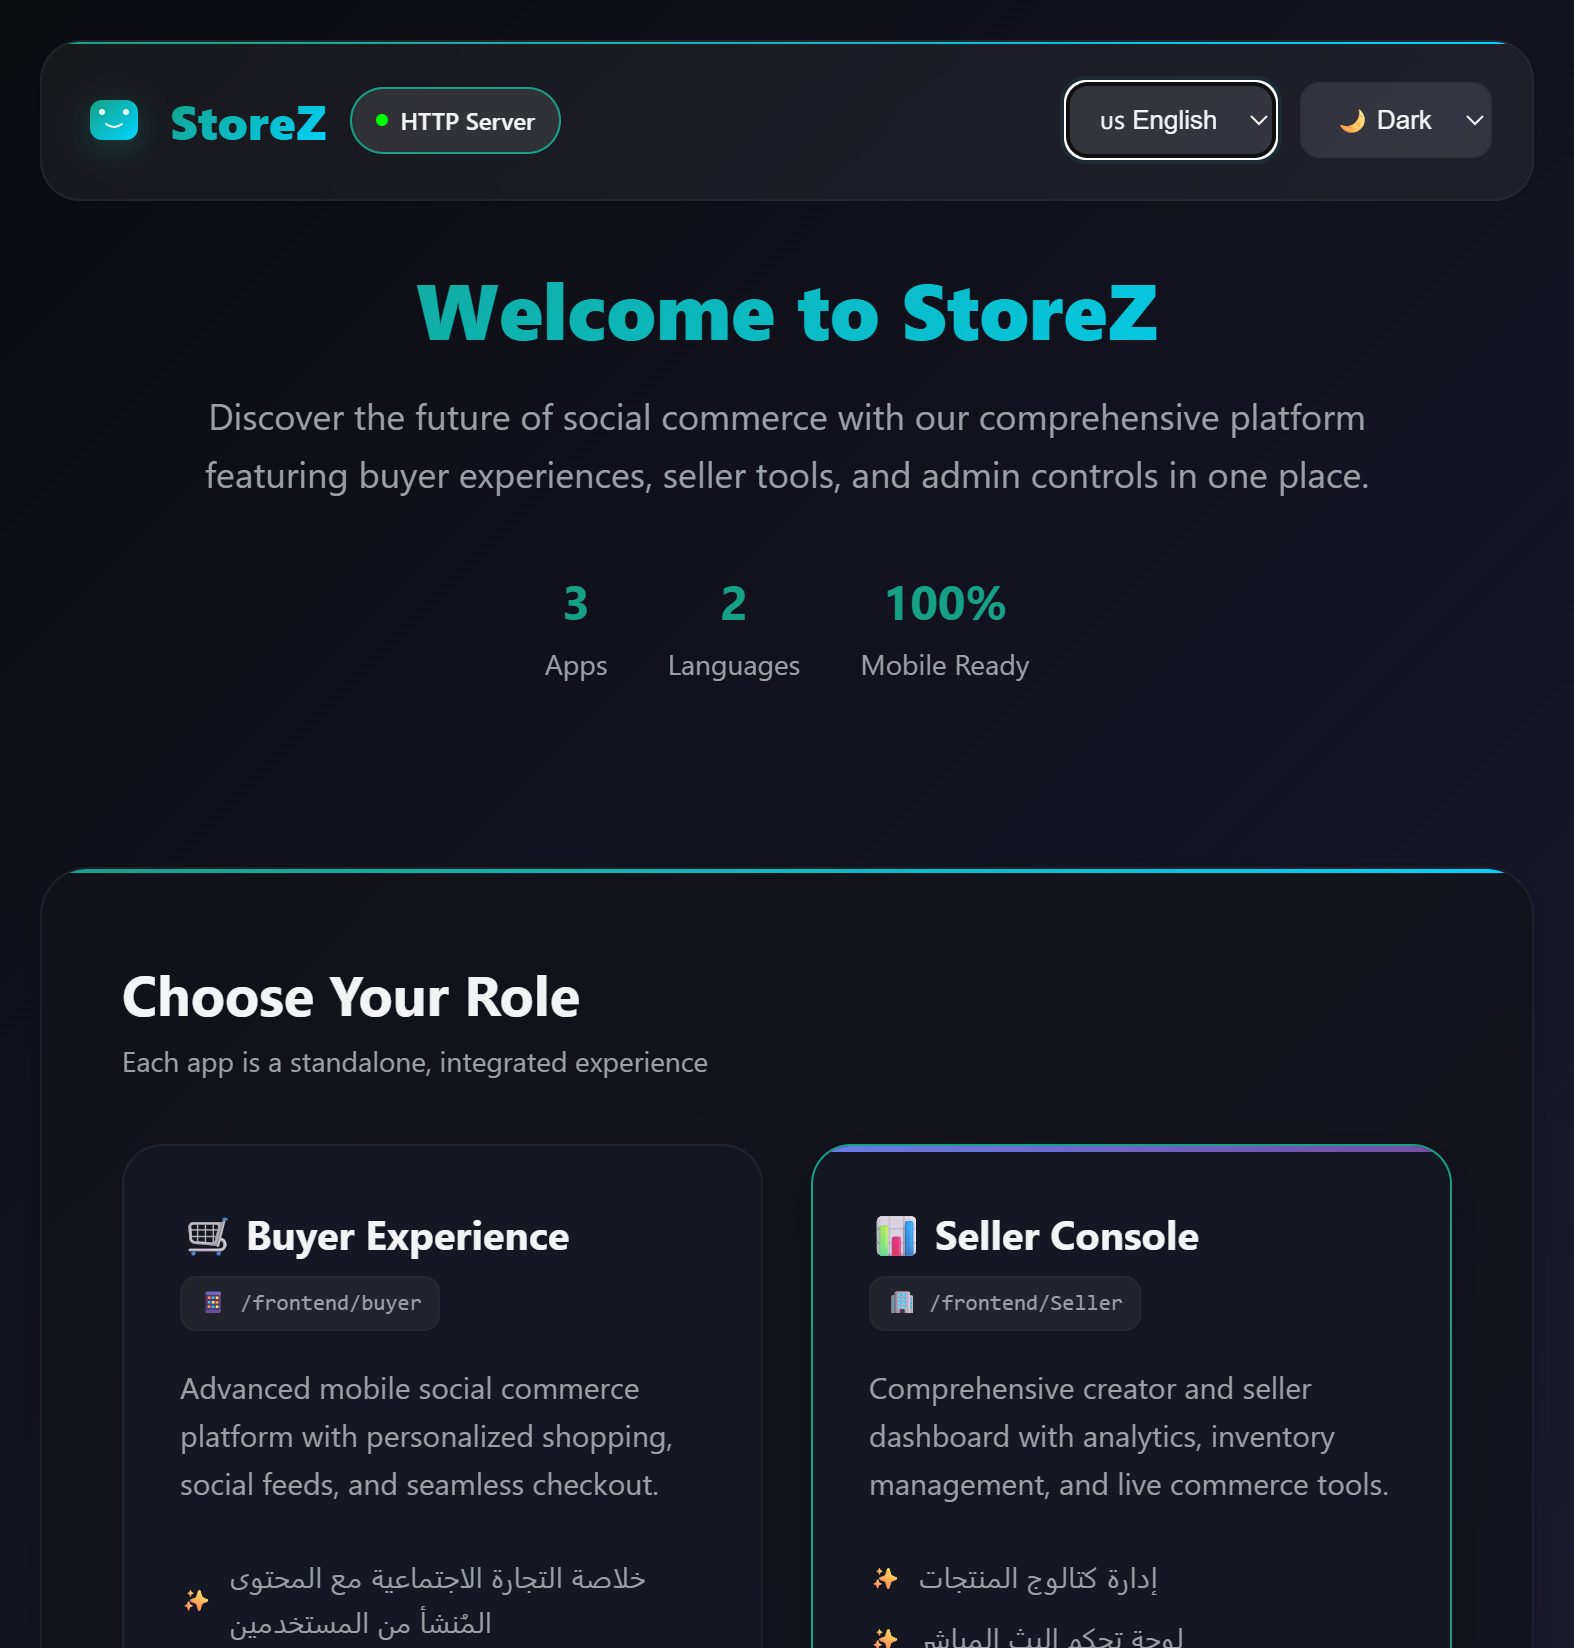 StoreZ
HTTP Server
us English
Dark
Welcome to StoreZ
Discover the future of social commerce with our comprehensive platform
featuring buyer experiences, seller tools, and admin controls in one place.
3
Apps
2
Languages
100%
Mobile Ready
Choose Your Role
Each app is a standalone, integrated experience
Buyer Experience
/frontend/buyer
Advanced mobile social commerce
platform with personalized shopping,
social feeds, and seamless checkout.
خلاصة التجارة الاجتماعية مع المحتوى
المُنشأ من المستخدمين
Seller Console
/frontend/Seller
Comprehensive creator and seller
dashboard with analytics, inventory
management, and live commerce tools.
إدارة كتالوج المنتجات
لوحة تحكم البث المباشر